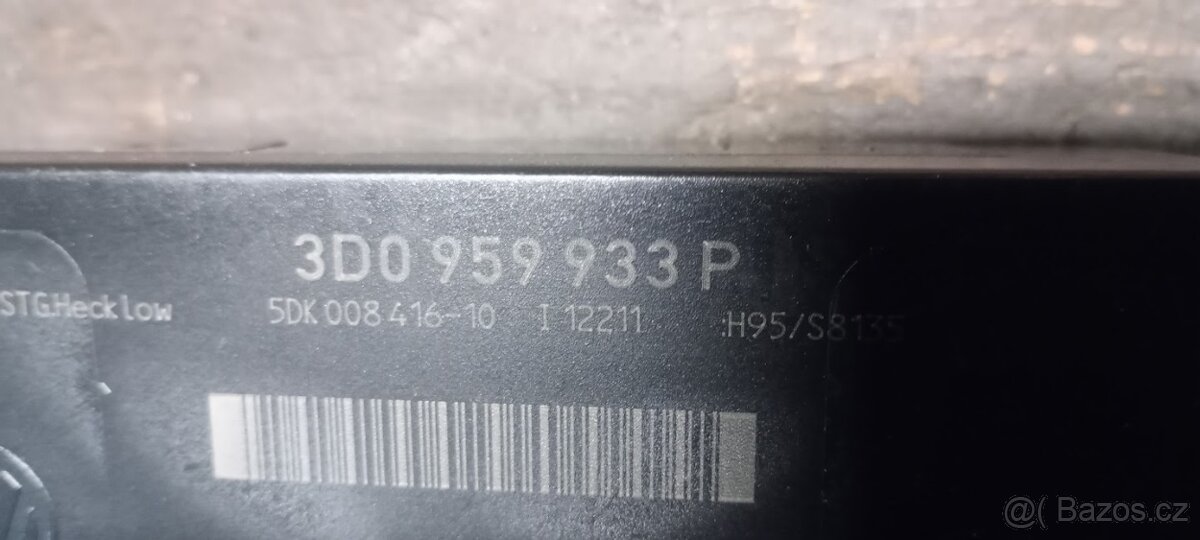 3D0 959 933 P
STG.Hecklow
5DK 008 416-10 I 12211 :H95/S8135
@( Bazos.cz